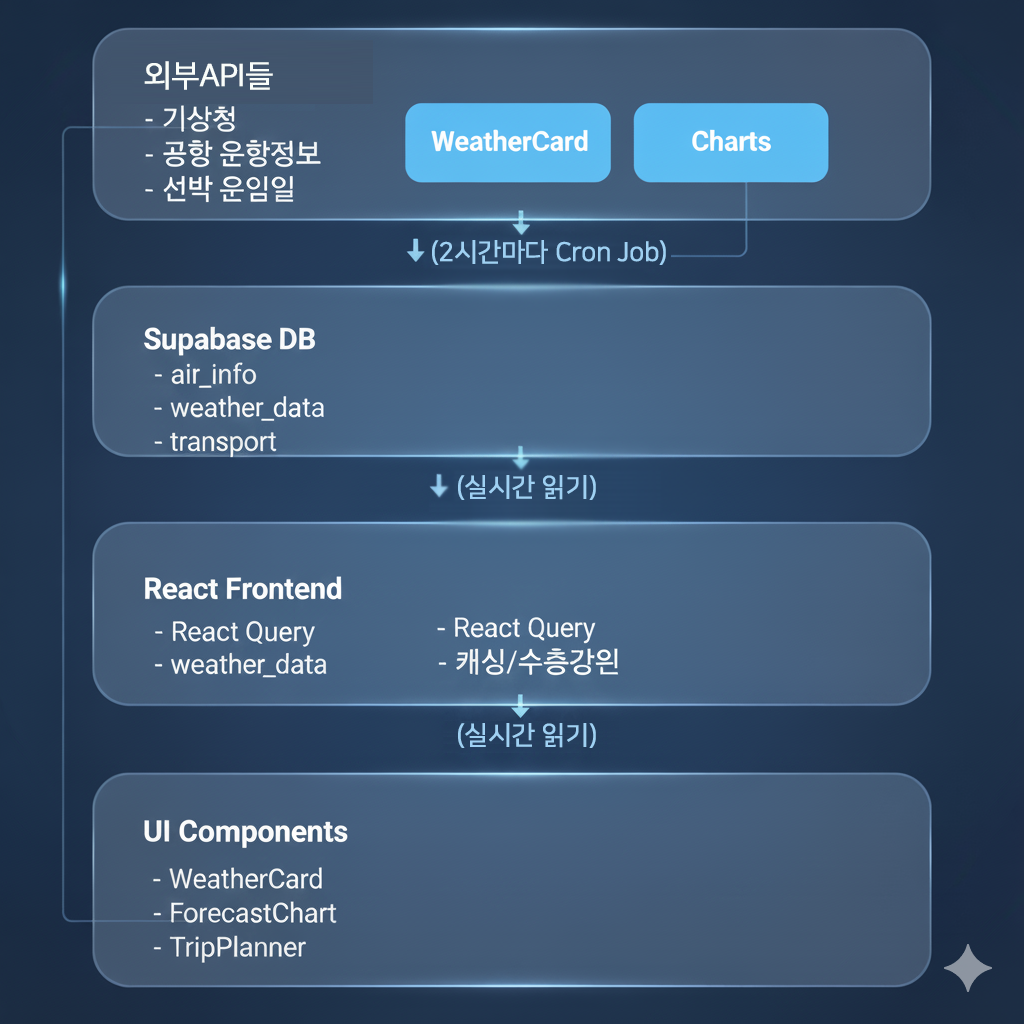 외부API들
- 기상청
- 공항 운항정보
- 선박 운임일
WeatherCard
Charts
(2시간마다 Cron Job)
Supabase DB
- air_info
- weather_data
- transport
(실시간 읽기)
React Frontend
- React Query
- weather_data
- React Query
- 캐싱/수층강윈
(실시간 읽기)
UI Components
- WeatherCard
- ForecastChart
- TripPlanner